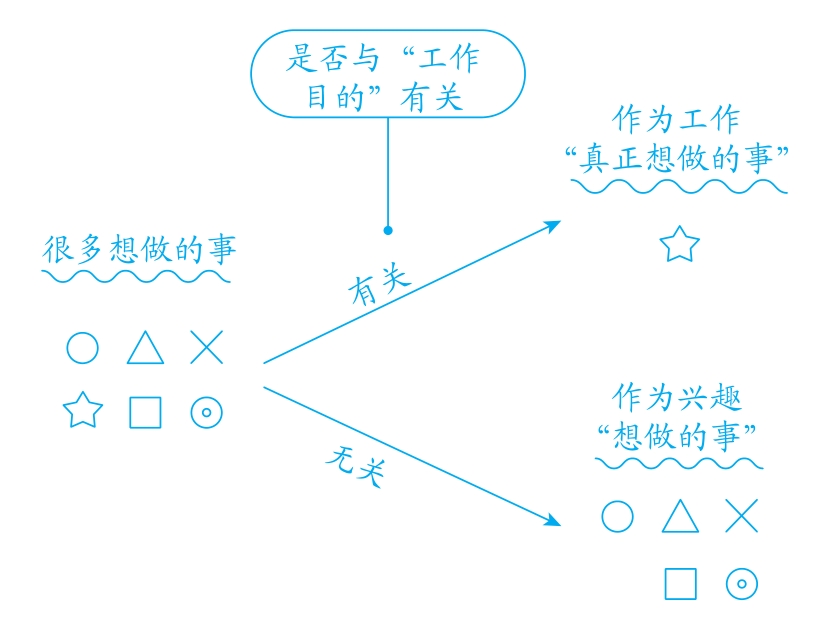 是否与“工作
目的”有关
作为工作
“真正想做的事”
很多想做的事
有关
无关
作为兴趣
“想做的事”